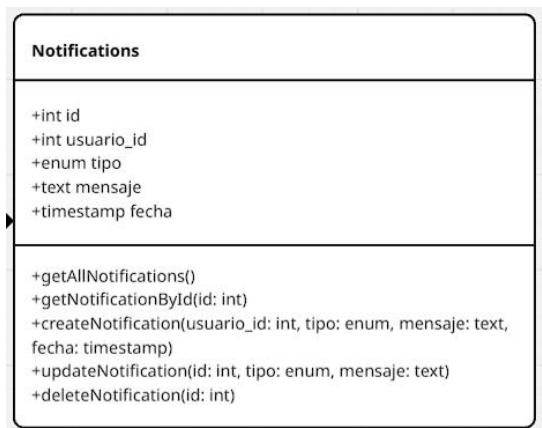 Notifications
+int id
+int usuario_id
+enum tipo
+text mensaje
+timestamp fecha
+getAllNotifications()
+getNotificationById(id: int)
+createNotification(usuario_id: int, tipo: enum, mensaje: text,
fecha: timestamp)
+updateNotification(id: int, tipo: enum, mensaje: text)
+deleteNotification(id: int)